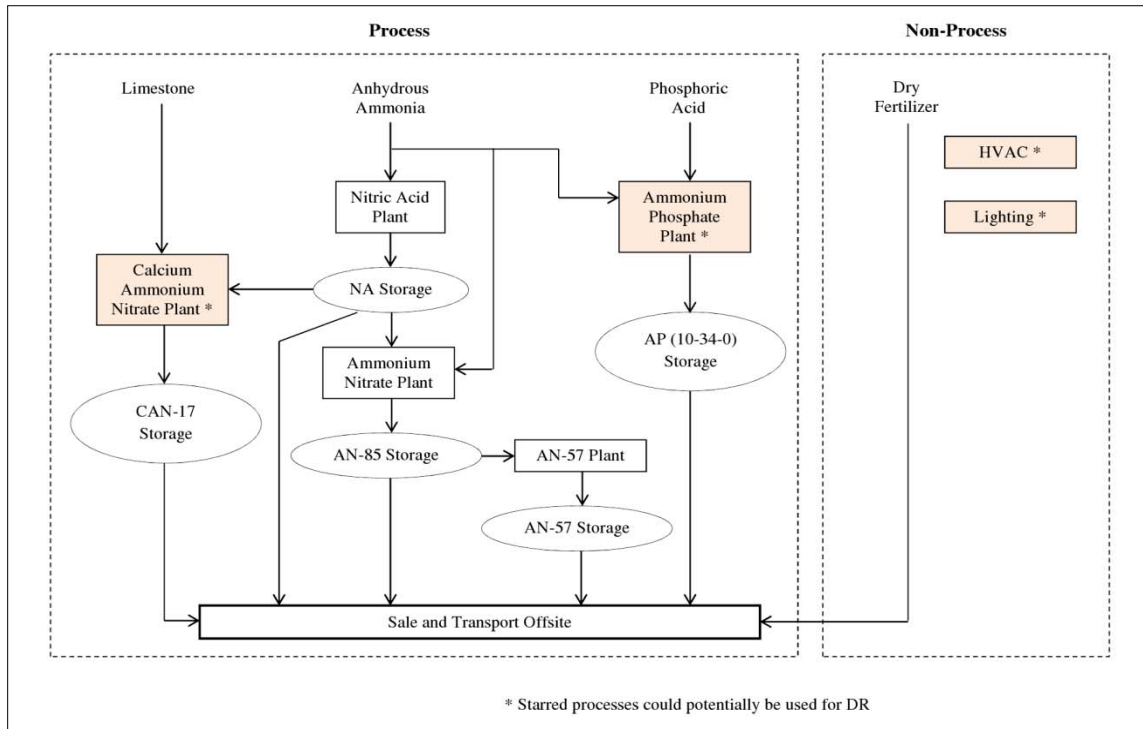 Process
Non-Process
Limestone
Anhydrous
Ammonia
Phosphoric
Acid
Dry
Fertilizer
HVAC *
Nitric Acid
Plant
Ammonium
Phosphate
Plant *
Lighting *
Calcium
Ammonium
Nitrate Plant *
NA Storage
AP (10-34-0)
Storage
Ammonium
Nitrate Plant
CAN-17
Storage
AN-85 Storage
AN-57 Plant
AN-57 Storage
Sale and Transport Offsite
* Starred processes could potentially be used for DR